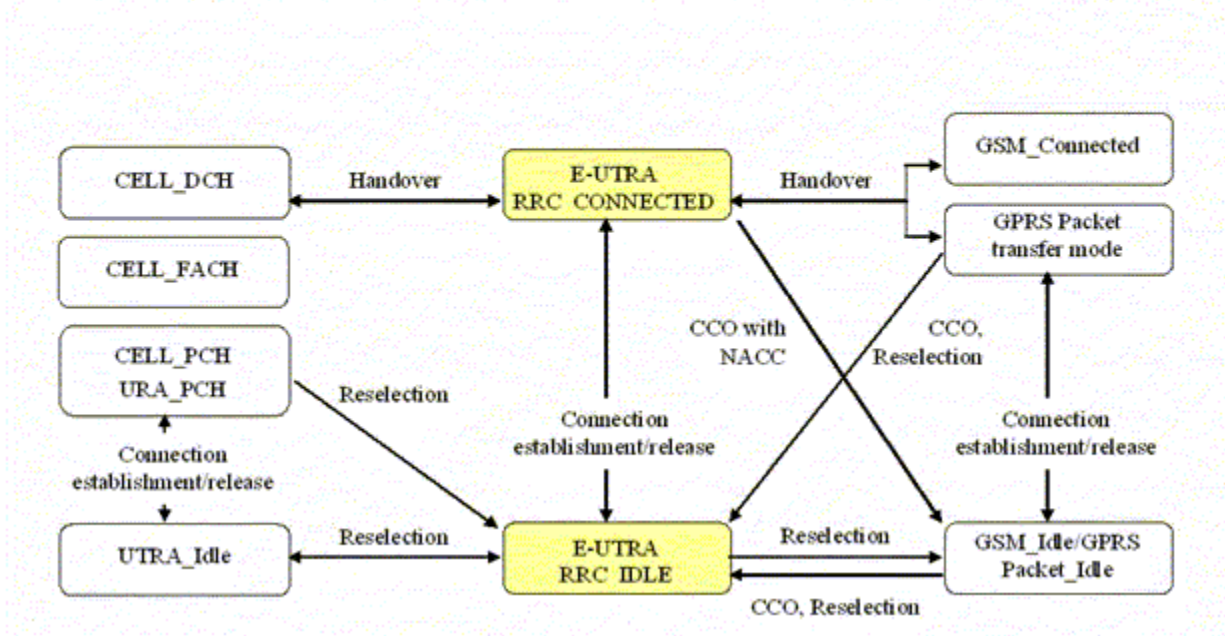 CELL_DCH
Handover
E-UTRA
RRC CONNECTED
Handover
GSM_Connected
GPRS Packet
transfer mode
CELL_FACH
CELL_PCH
URA_PCH
Reselection
CCO with
NACC
CCO,
Reselection
Connection
establishment/release
Connection
establishment/release
Connection
establishment/release
UTRA_Idle
Reselection
E-UTRA
RRC IDLE
Reselection
CCO, Reselection
GSM_Idle/GPRS
Packet_Idle